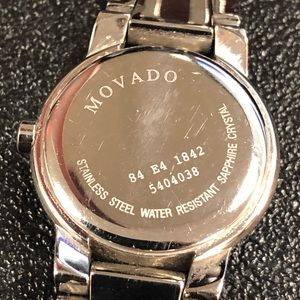 MOVADO
84 E4 1842
5404038
STAINLESS STEEL WATER RESISTANT SAPPHIRE CRYSTAL